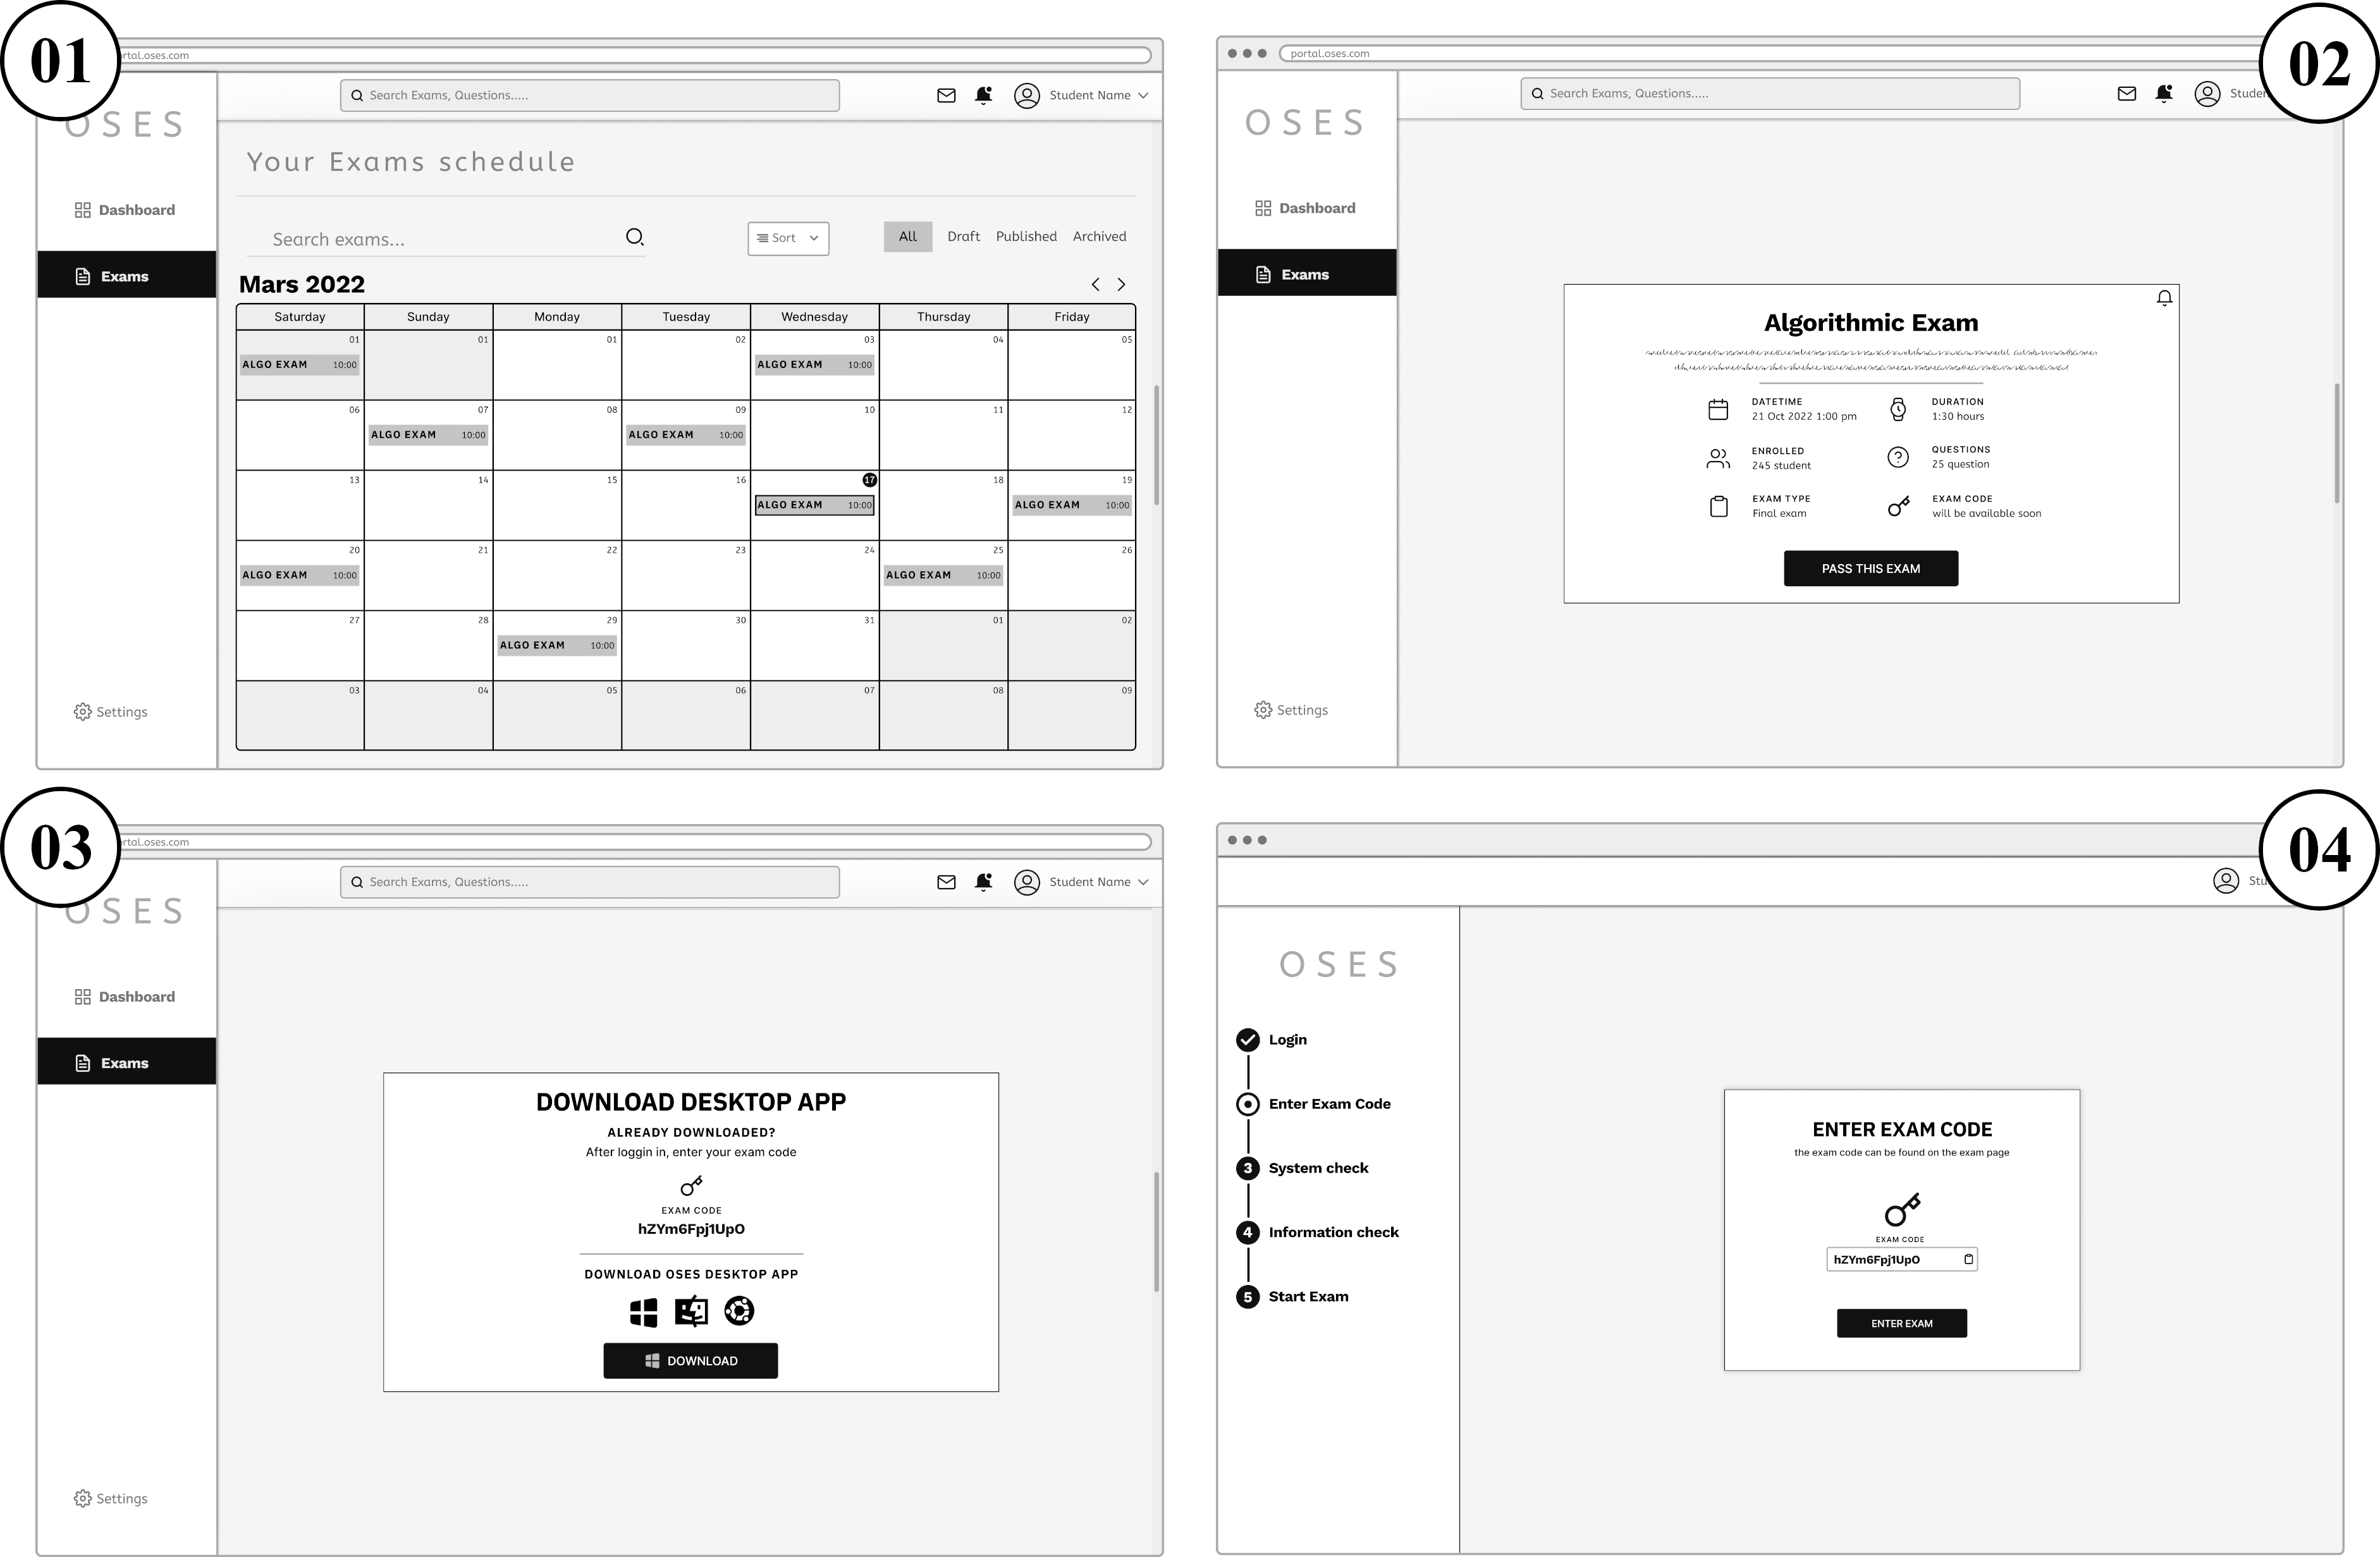 01
rtal.oses.com
Search Exams, Questions.....
Student Name
OSES
Dashboard
Exams
Settings
Your Exams schedule
Search exams...
Sort
All Draft Published Archived
Mars 2022
Saturday Sunday Monday Tuesday Wednesday Thursday Friday
01 01 01 02 03 04 05
ALGO EXAM 10:00 ALGO EXAM 10:00
06 07 08 09 10 11 12
ALGO EXAM 10:00 ALGO EXAM 10:00
13 14 15 16 17 18 19
ALGO EXAM 10:00 ALGO EXAM 10:00
20 21 22 23 24 25 26
ALGO EXAM 10:00 ALGO EXAM 10:00
27 28 29 30 31 01 02
ALGO EXAM 10:00
03 04 05 06 07 08 09
02
portal.oses.com
Search Exams, Questions.....
Studen
OSES
Dashboard
Exams
Settings
Algorithmic Exam
DATETIME
21 Oct 2022 1:00 pm
DURATION
1:30 hours
ENROLLED
245 student
QUESTIONS
25 question
EXAM TYPE
Final exam
EXAM CODE
will be available soon
PASS THIS EXAM
03
rtal.oses.com
Search Exams, Questions.....
Student Name
OSES
Dashboard
Exams
Settings
DOWNLOAD DESKTOP APP
ALREADY DOWNLOADED?
After loggin in, enter your exam code
EXAM CODE
hZYm6Fpj1UpO
DOWNLOAD OSES DESKTOP APP
DOWNLOAD
04
Stu
OSES
Login
Enter Exam Code
3 System check
4 Information check
5 Start Exam
ENTER EXAM CODE
the exam code can be found on the exam page
EXAM CODE
hZYm6Fpj1UpO
ENTER EXAM